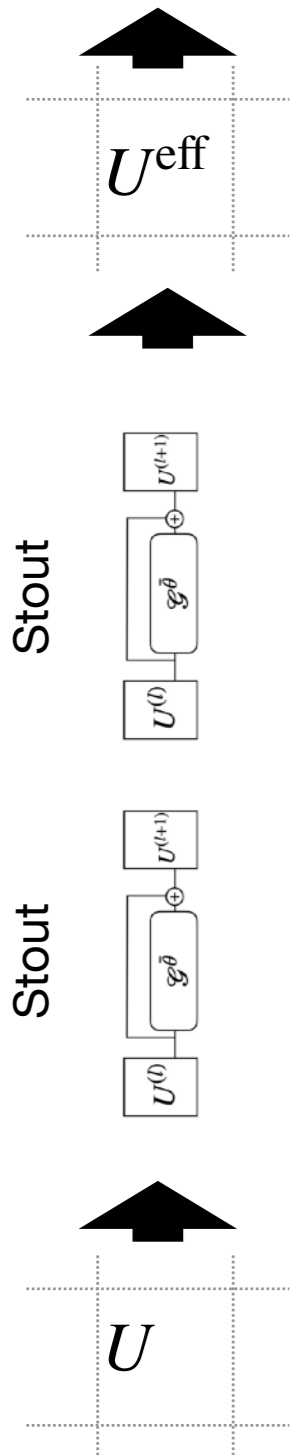 U^eff
Stout
U^(l+1)
+
𝒢^θ̄
U^(l)
Stout
U^(l+1)
+
𝒢^θ̄
U^(l)
U